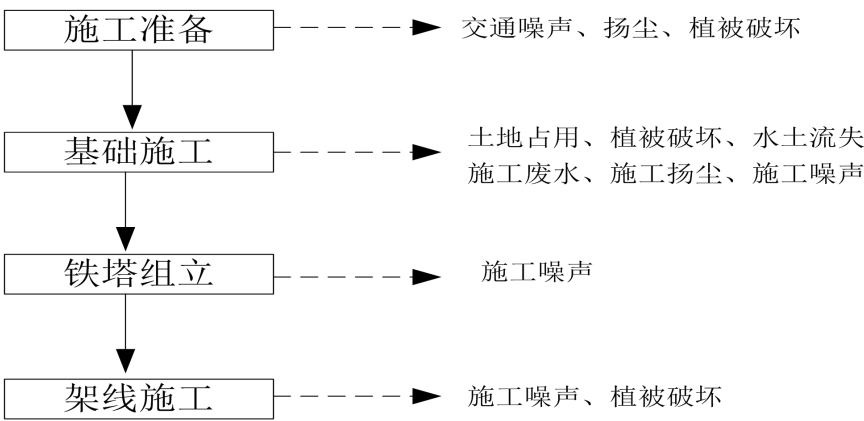 施工准备
交通噪声、扬尘、植被破坏
基础施工
土地占用、植被破坏、水土流失
施工废水、施工扬尘、施工噪声
铁塔组立
施工噪声
架线施工
施工噪声、植被破坏